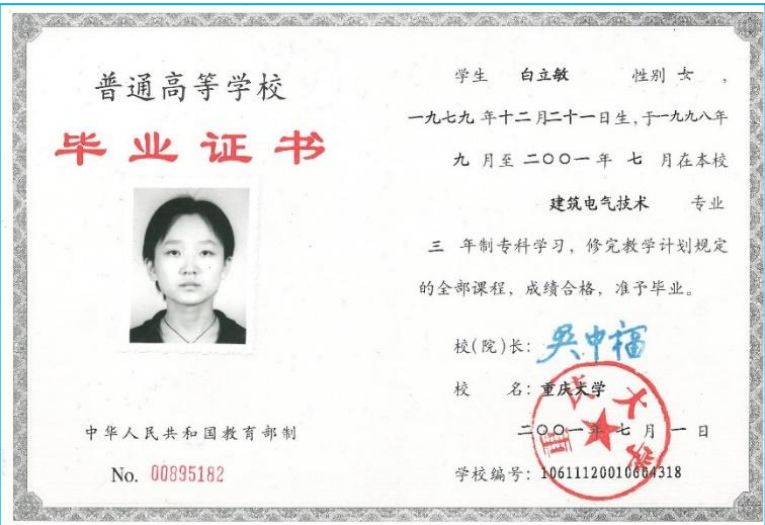 普通高等学校
毕业证书
中华人民共和国教育部制
No. 00895182
学生 白立敏 性别 女 ,
一九七九 年十二月二十一日生,于一九九八年
九 月至 二〇〇一 年 七 月在本校
建筑电气技术 专业
三 年制专科学习,修完教学计划规定
的全部课程,成绩合格,准予毕业。
校(院)长: 吴中福
校 名: 重庆大学
二〇〇一年 七 月 一 日
学校编号: 10611120010604318
重庆大学